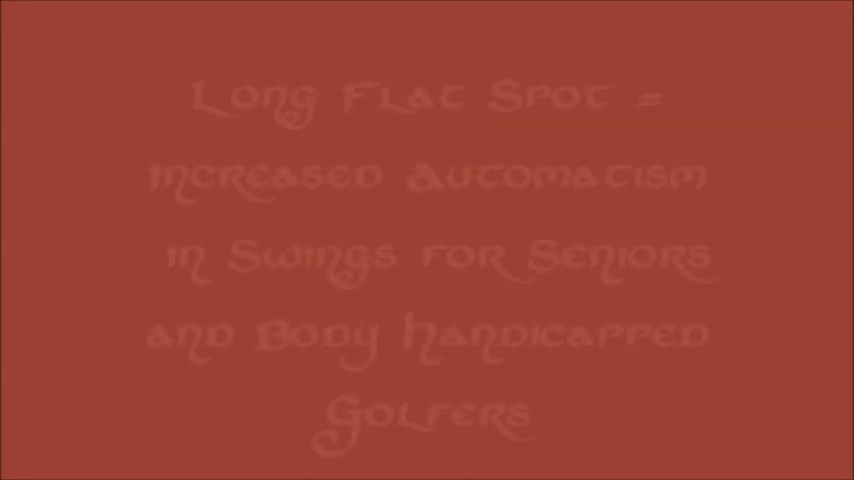 Long Flat Spot =
Increased Automatism
in Swings for Seniors
and Body Handicapped
Golfers